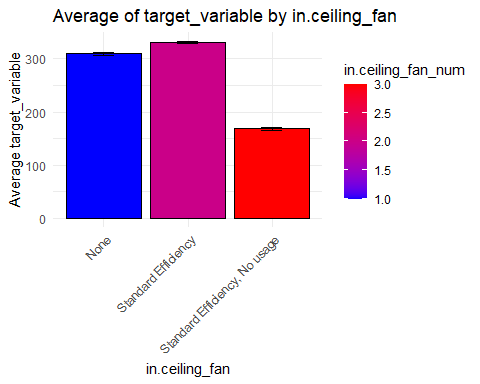 Average of target_variable by in.ceiling_fan
Average target_variable
300
200
100
0
None
Standard Efficiency
Standard Efficiency, No usage
in.ceiling_fan
in.ceiling_fan_num
3.0
2.5
2.0
1.5
1.0